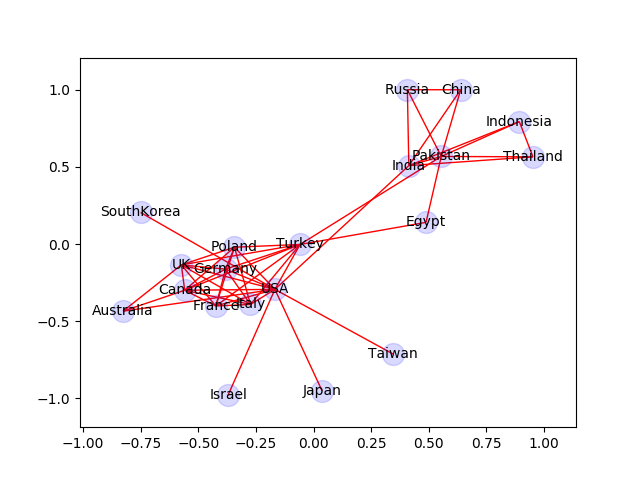 1.0
Russia
China
Indonesia
Pakistan
Thailand
India
0.5
SouthKorea
Egypt
0.0
Poland
Turkey
UK
Germany
Canada
USA
France
Italy
Australia
−0.5
Taiwan
Israel
Japan
−1.0
−1.00 −0.75 −0.50 −0.25 0.00 0.25 0.50 0.75 1.00